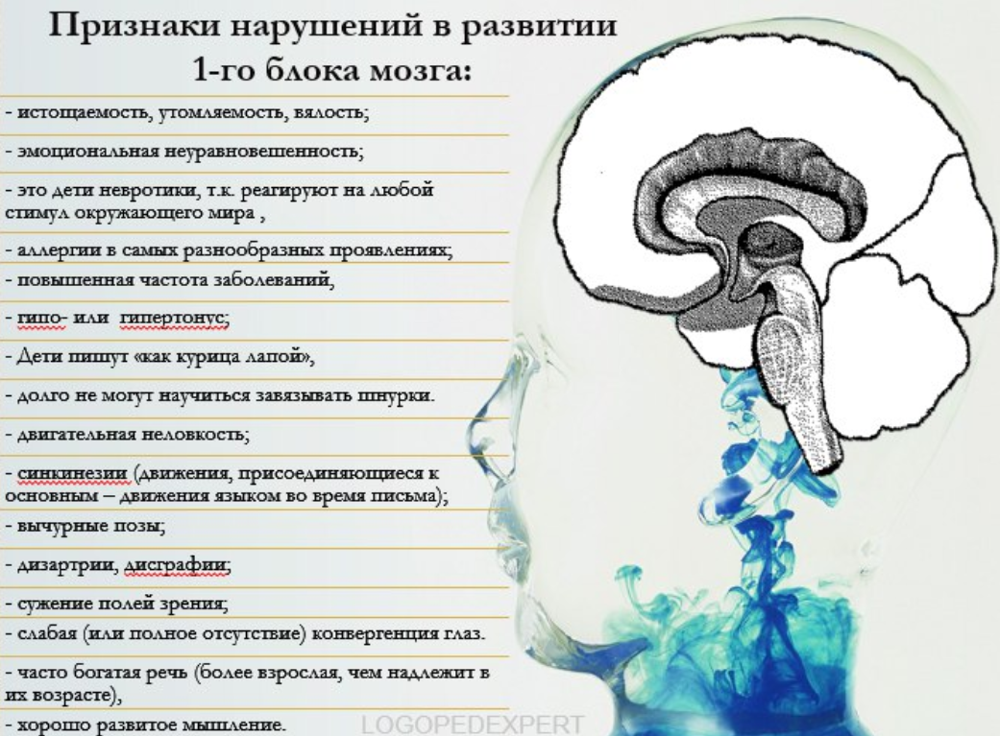 Признаки нарушений в развитии
1-го блока мозга:
- истощаемость, утомляемость, вялость;
- эмоциональная неуравновешенность;
- это дети невротики, т.к. реагируют на любой
стимул окружающего мира ,
- аллергии в самых разнообразных проявлениях;
- повышенная частота заболеваний,
- гипо- или гипертонус;
- Дети пишут «как курица лапой»,
- долго не могут научиться завязывать шнурки.
- двигательная неловкость;
- синкинезии (движения, присоединяющиеся к
основным – движения языком во время письма);
- вычурные позы;
- дизартрии, дисграфии;
- сужение полей зрения;
- слабая (или полное отсутствие) конвергенция глаз.
- часто богатая речь (более взрослая, чем надлежит в
их возрасте),
- хорошо развитое мышление.
LOGOPEDEXPERT